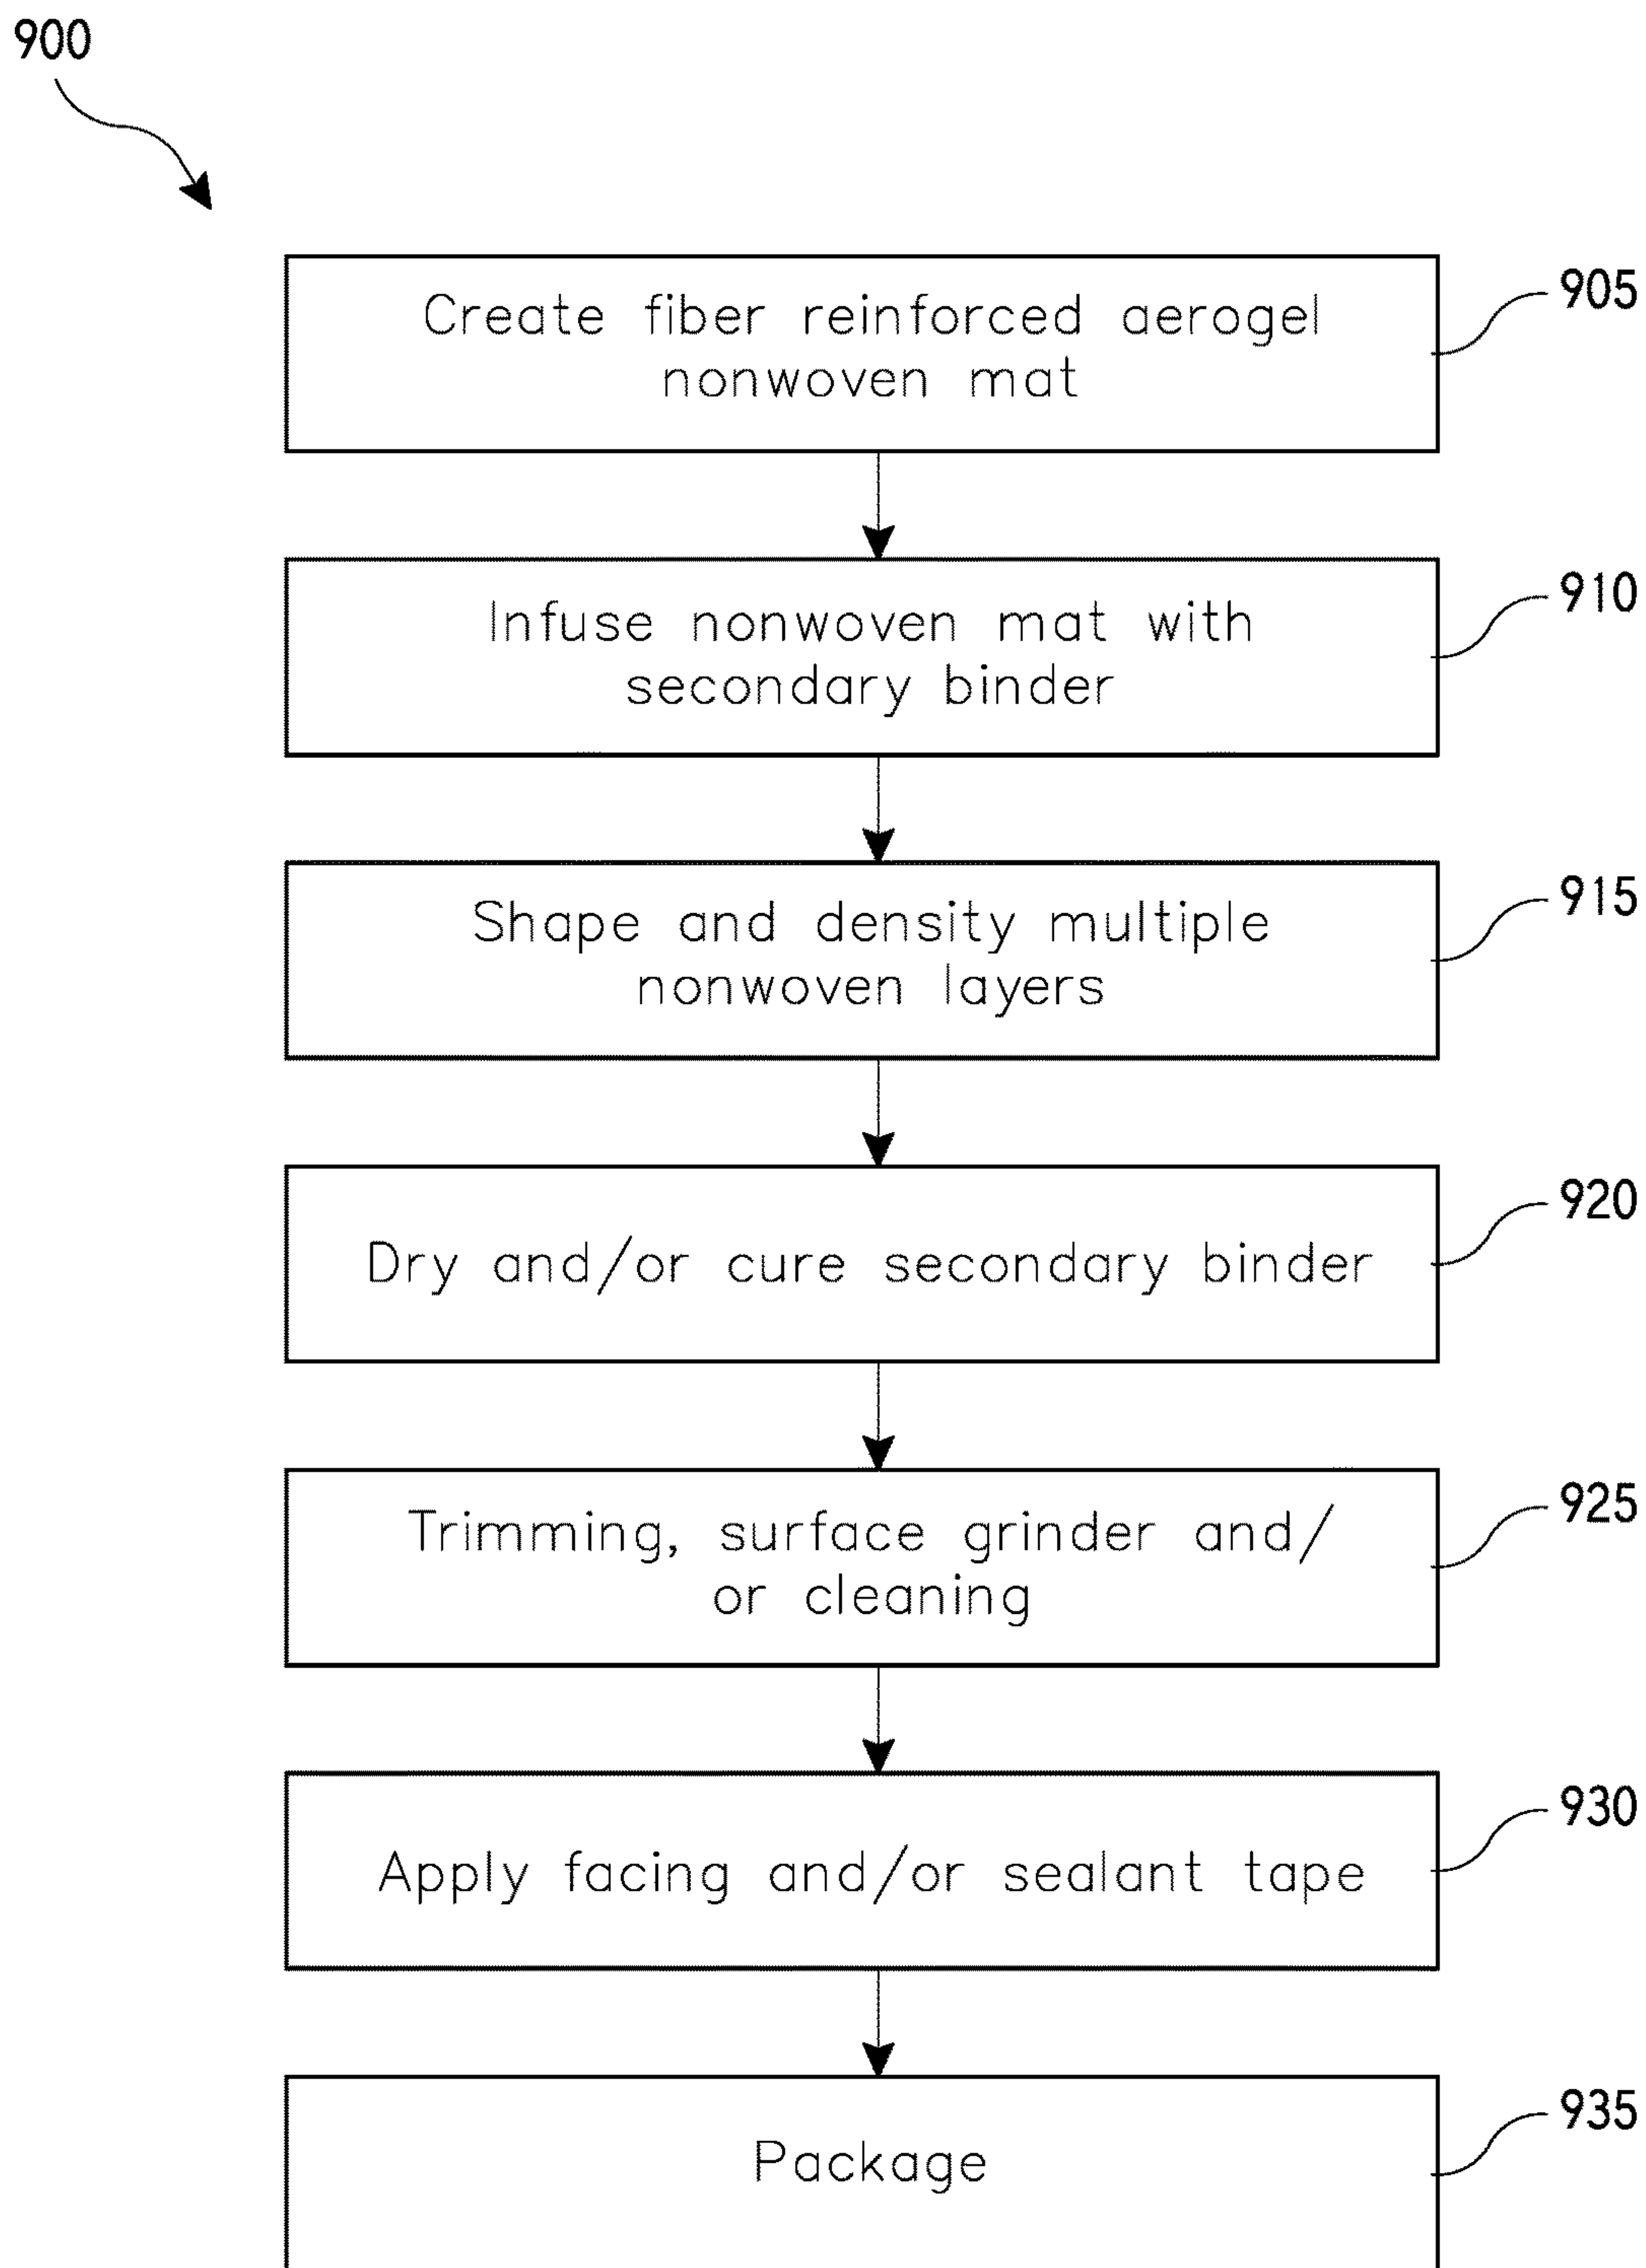 900
Create fiber reinforced aerogel
nonwoven mat
905
Infuse nonwoven mat with
secondary binder
910
Shape and density multiple
nonwoven layers
915
Dry and/or cure secondary binder
920
Trimming, surface grinder and/
or cleaning
925
Apply facing and/or sealant tape
930
Package
935